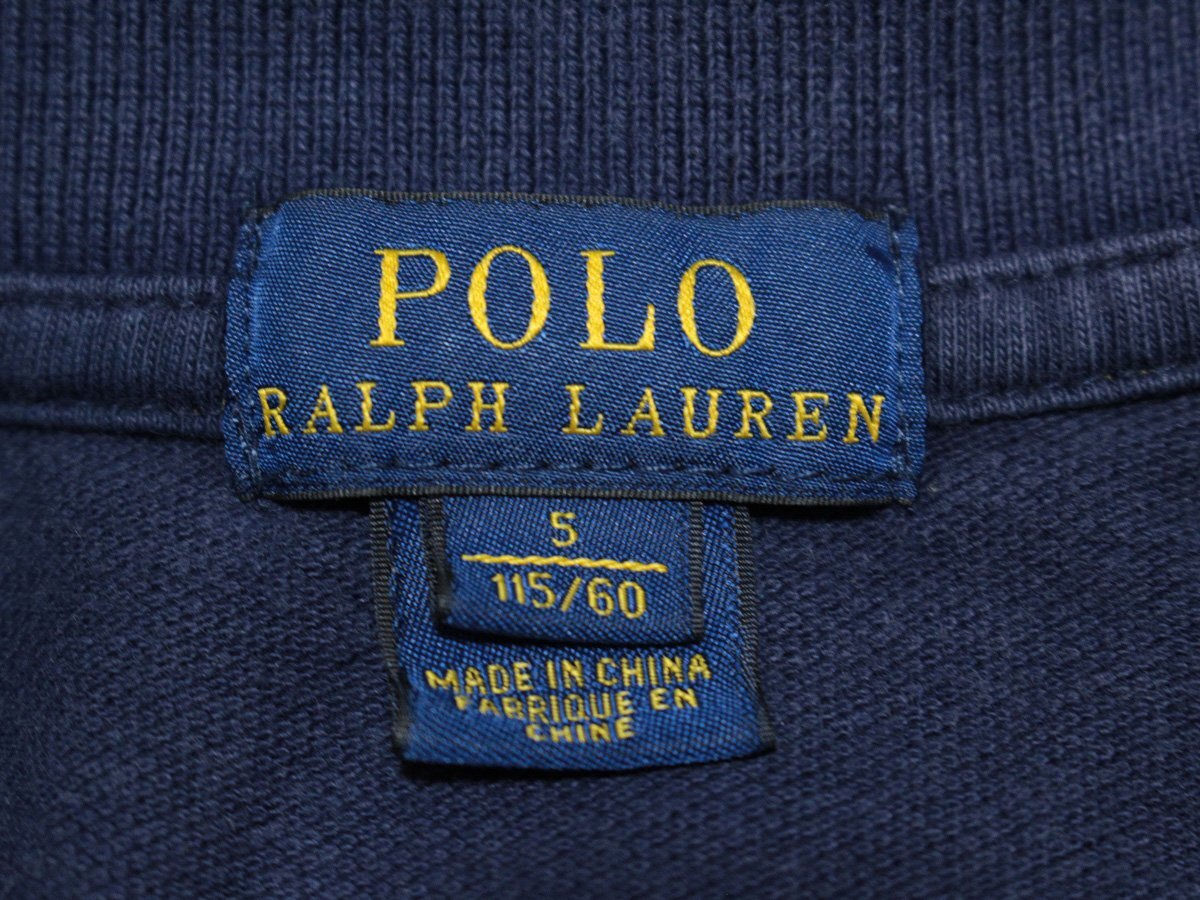 POLO
RALPH LAUREN
5
115/60
MADE IN CHINA
FABRIQUE EN
CHINE